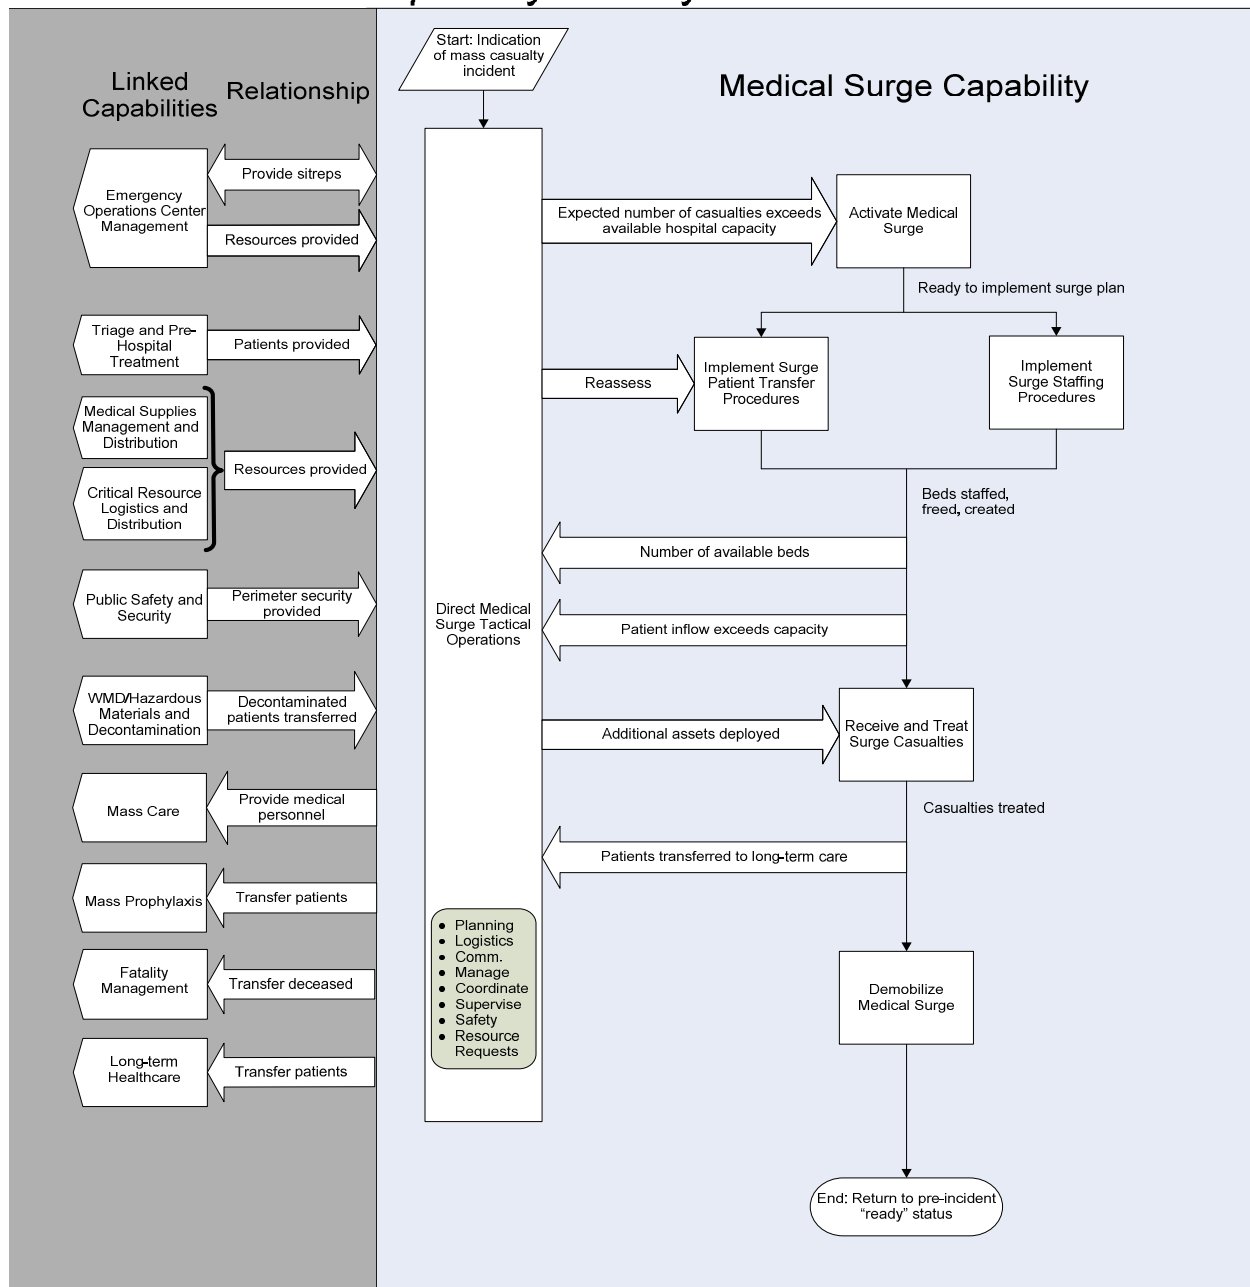 Linked
Capabilities
Relationship
Emergency
Operations Center
Management
Provide sitreps
Resources provided
Triage and Pre-
Hospital
Treatment
Patients provided
Medical Supplies
Management and
Distribution
Critical Resource
Logistics and
Distribution
Resources provided
Public Safety and
Security
Perimeter security
provided
WMD/Hazardous
Materials and
Decontamination
Decontaminated
patients transferred
Mass Care
Provide medical
personnel
Mass Prophylaxis
Transfer patients
Fatality
Management
Transfer deceased
Long-term
Healthcare
Transfer patients
Medical Surge Capability
Start: Indication
of mass casualty
incident
Expected number of casualties exceeds
available hospital capacity
Activate Medical
Surge
Ready to implement surge plan
Reassess
Implement Surge
Patient Transfer
Procedures
Implement
Surge Staffing
Procedures
Beds staffed,
freed, created
Number of available beds
Direct Medical
Surge Tactical
Operations
Patient inflow exceeds capacity
Additional assets deployed
Receive and Treat
Surge Casualties
Casualties treated
Patients transferred to long-term care
• Planning
• Logistics
• Comm.
• Manage
• Coordinate
• Supervise
• Safety
• Resource
Requests
Demobilize
Medical Surge
End: Return to pre-incident
“ready” status